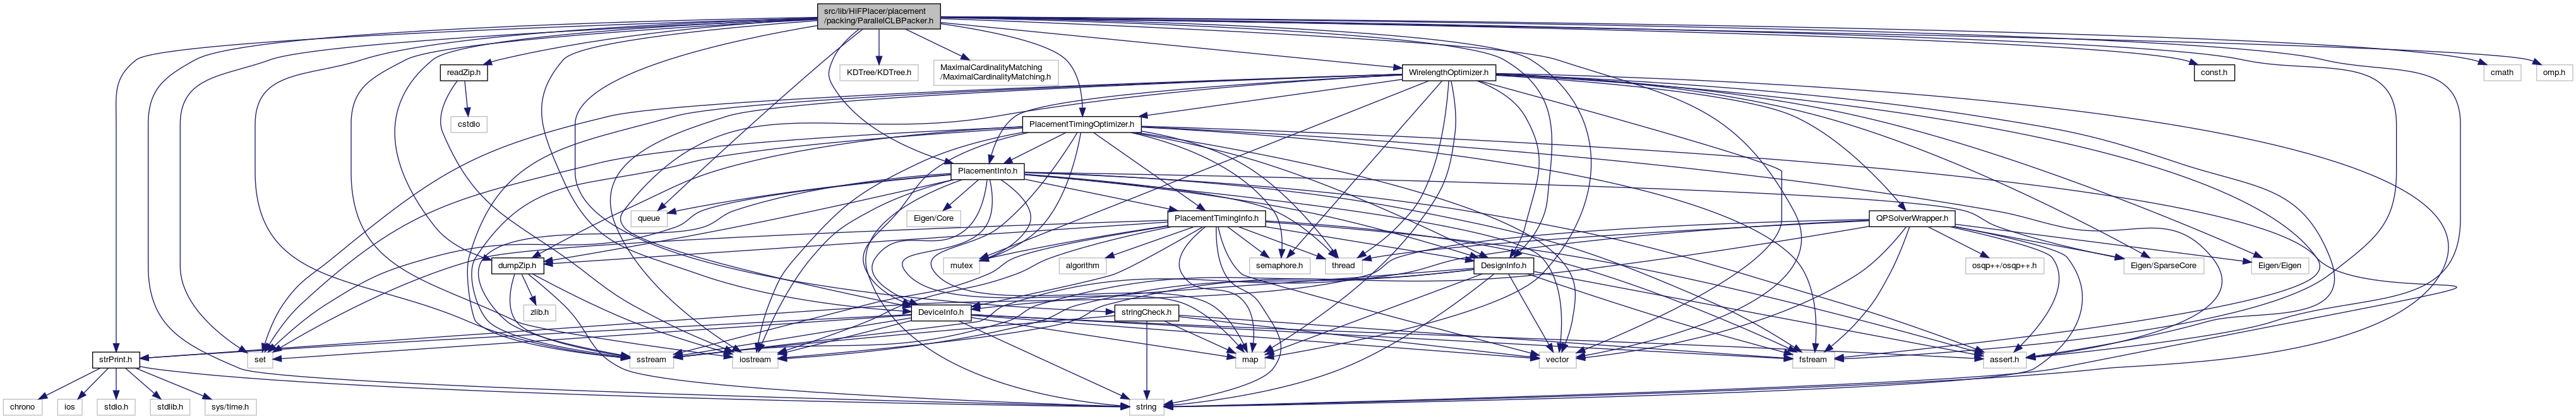 src/lib/HiFPlacer/placement
/packing/ParallelCLBPacker.h
readZip.h
KDTree/KDTree.h
MaximalCardinalityMatching
/MaximalCardinalityMatching.h
WirelengthOptimizer.h
const.h
cmath
omp.h
cstdio
PlacementTimingOptimizer.h
PlacementInfo.h
queue
Eigen/Core
PlacementTimingInfo.h
QPSolverWrapper.h
dumpZip.h
mutex
algorithm
semaphore.h
thread
DesignInfo.h
osqp++/osqp++.h
Eigen/SparseCore
Eigen/Eigen
zlib.h
DeviceInfo.h
stringCheck.h
strPrint.h
set
sstream
iostream
map
vector
fstream
assert.h
chrono
ios
stdio.h
stdlib.h
sys/time.h
string